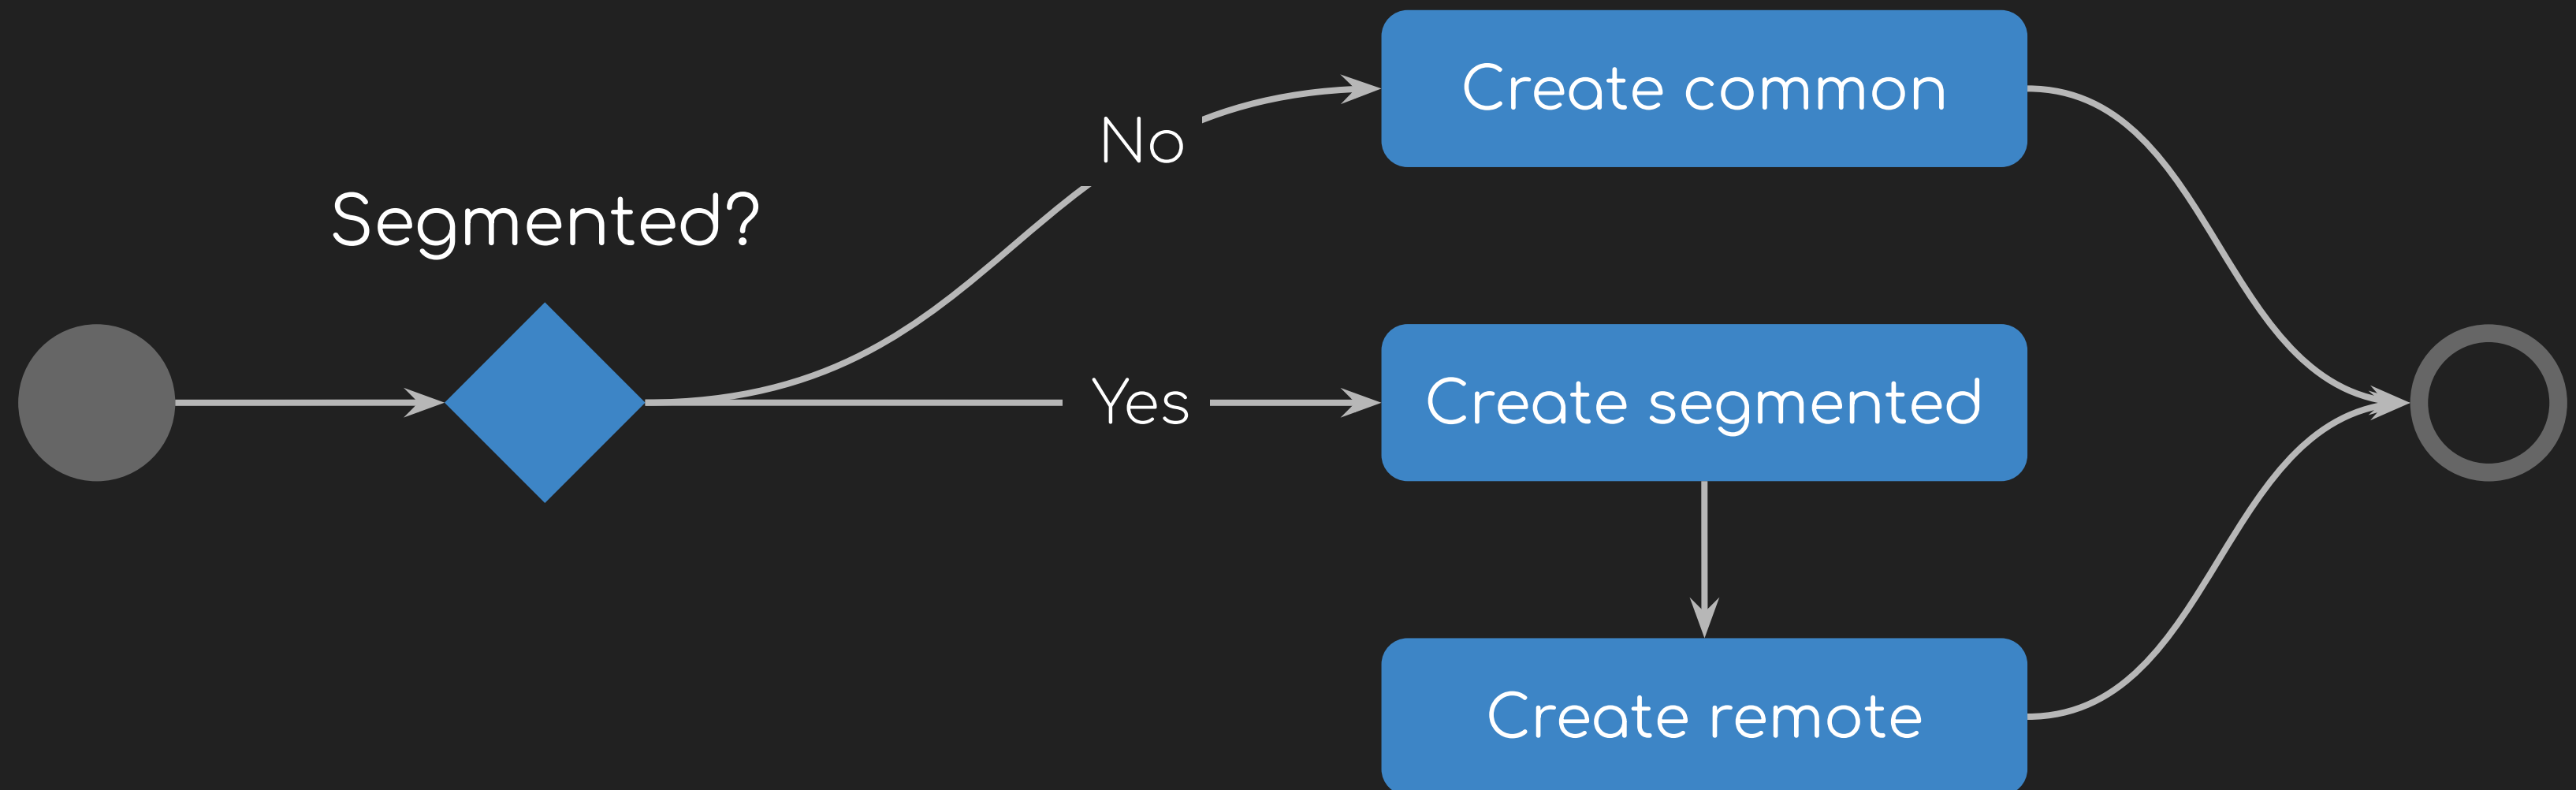 Segmented?
No
Create common
Yes
Create segmented
Create remote